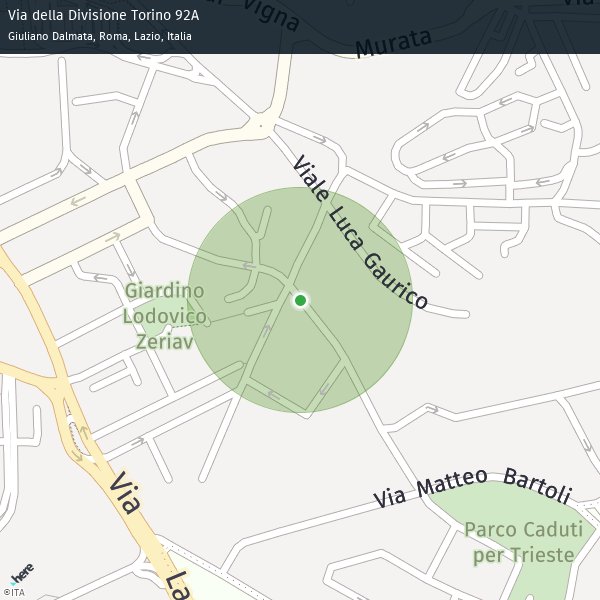 Via della Divisione Torino 92A
Giuliano Dalmata, Roma, Lazio, Italia
Vigna
Murata
Via
Viale Luca Gaurico
Giardino
Lodovico
Zeriav
Via
Via Matteo Bartoli
Parco Caduti
per Trieste
La
here
©ITA